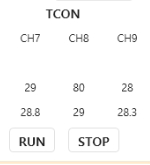 TCON
CH7 CH8 CH9
29 80 28
28.8 29 28.3
RUN STOP